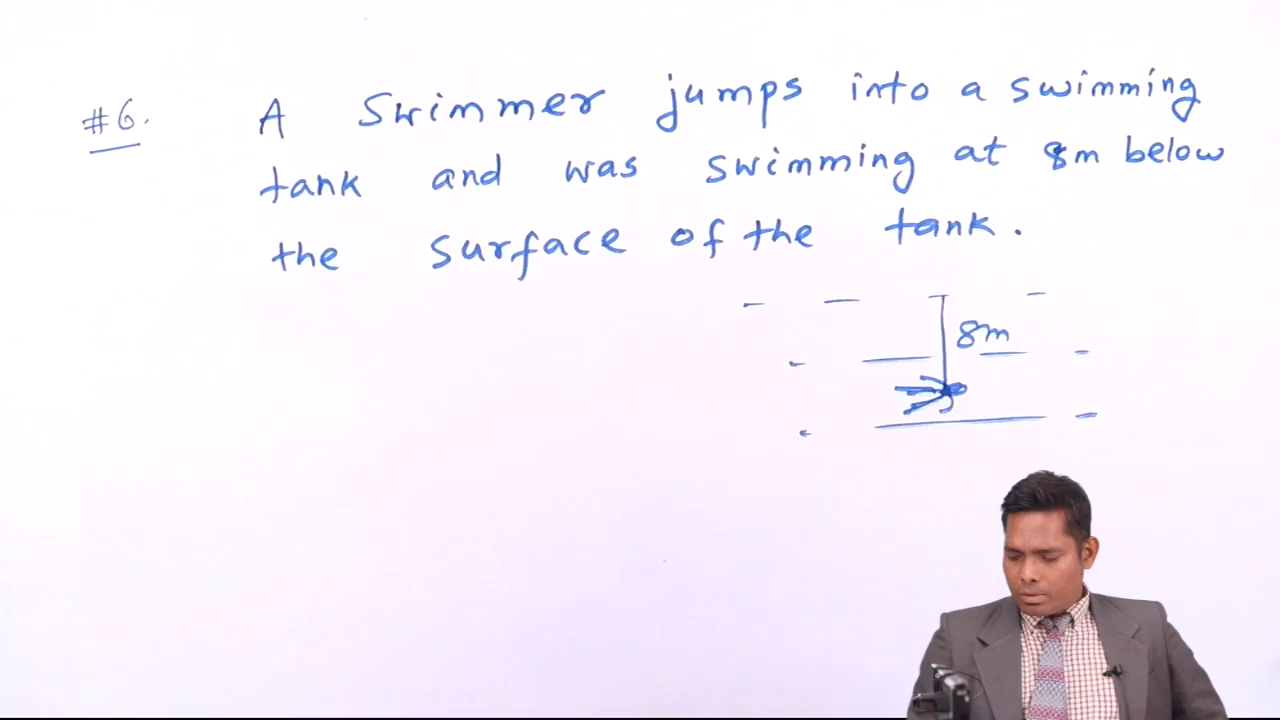 #6. A Swimmer jumps into a swimming
tank and was swimming at 8m below
the surface of the tank.
8m